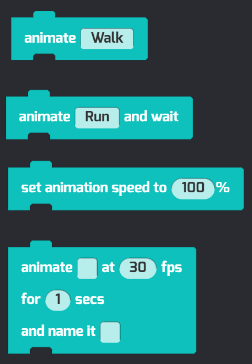 animate Walk
animate Run and wait
set animation speed to 100 %
animate at 30 fps
for 1 secs
and name it